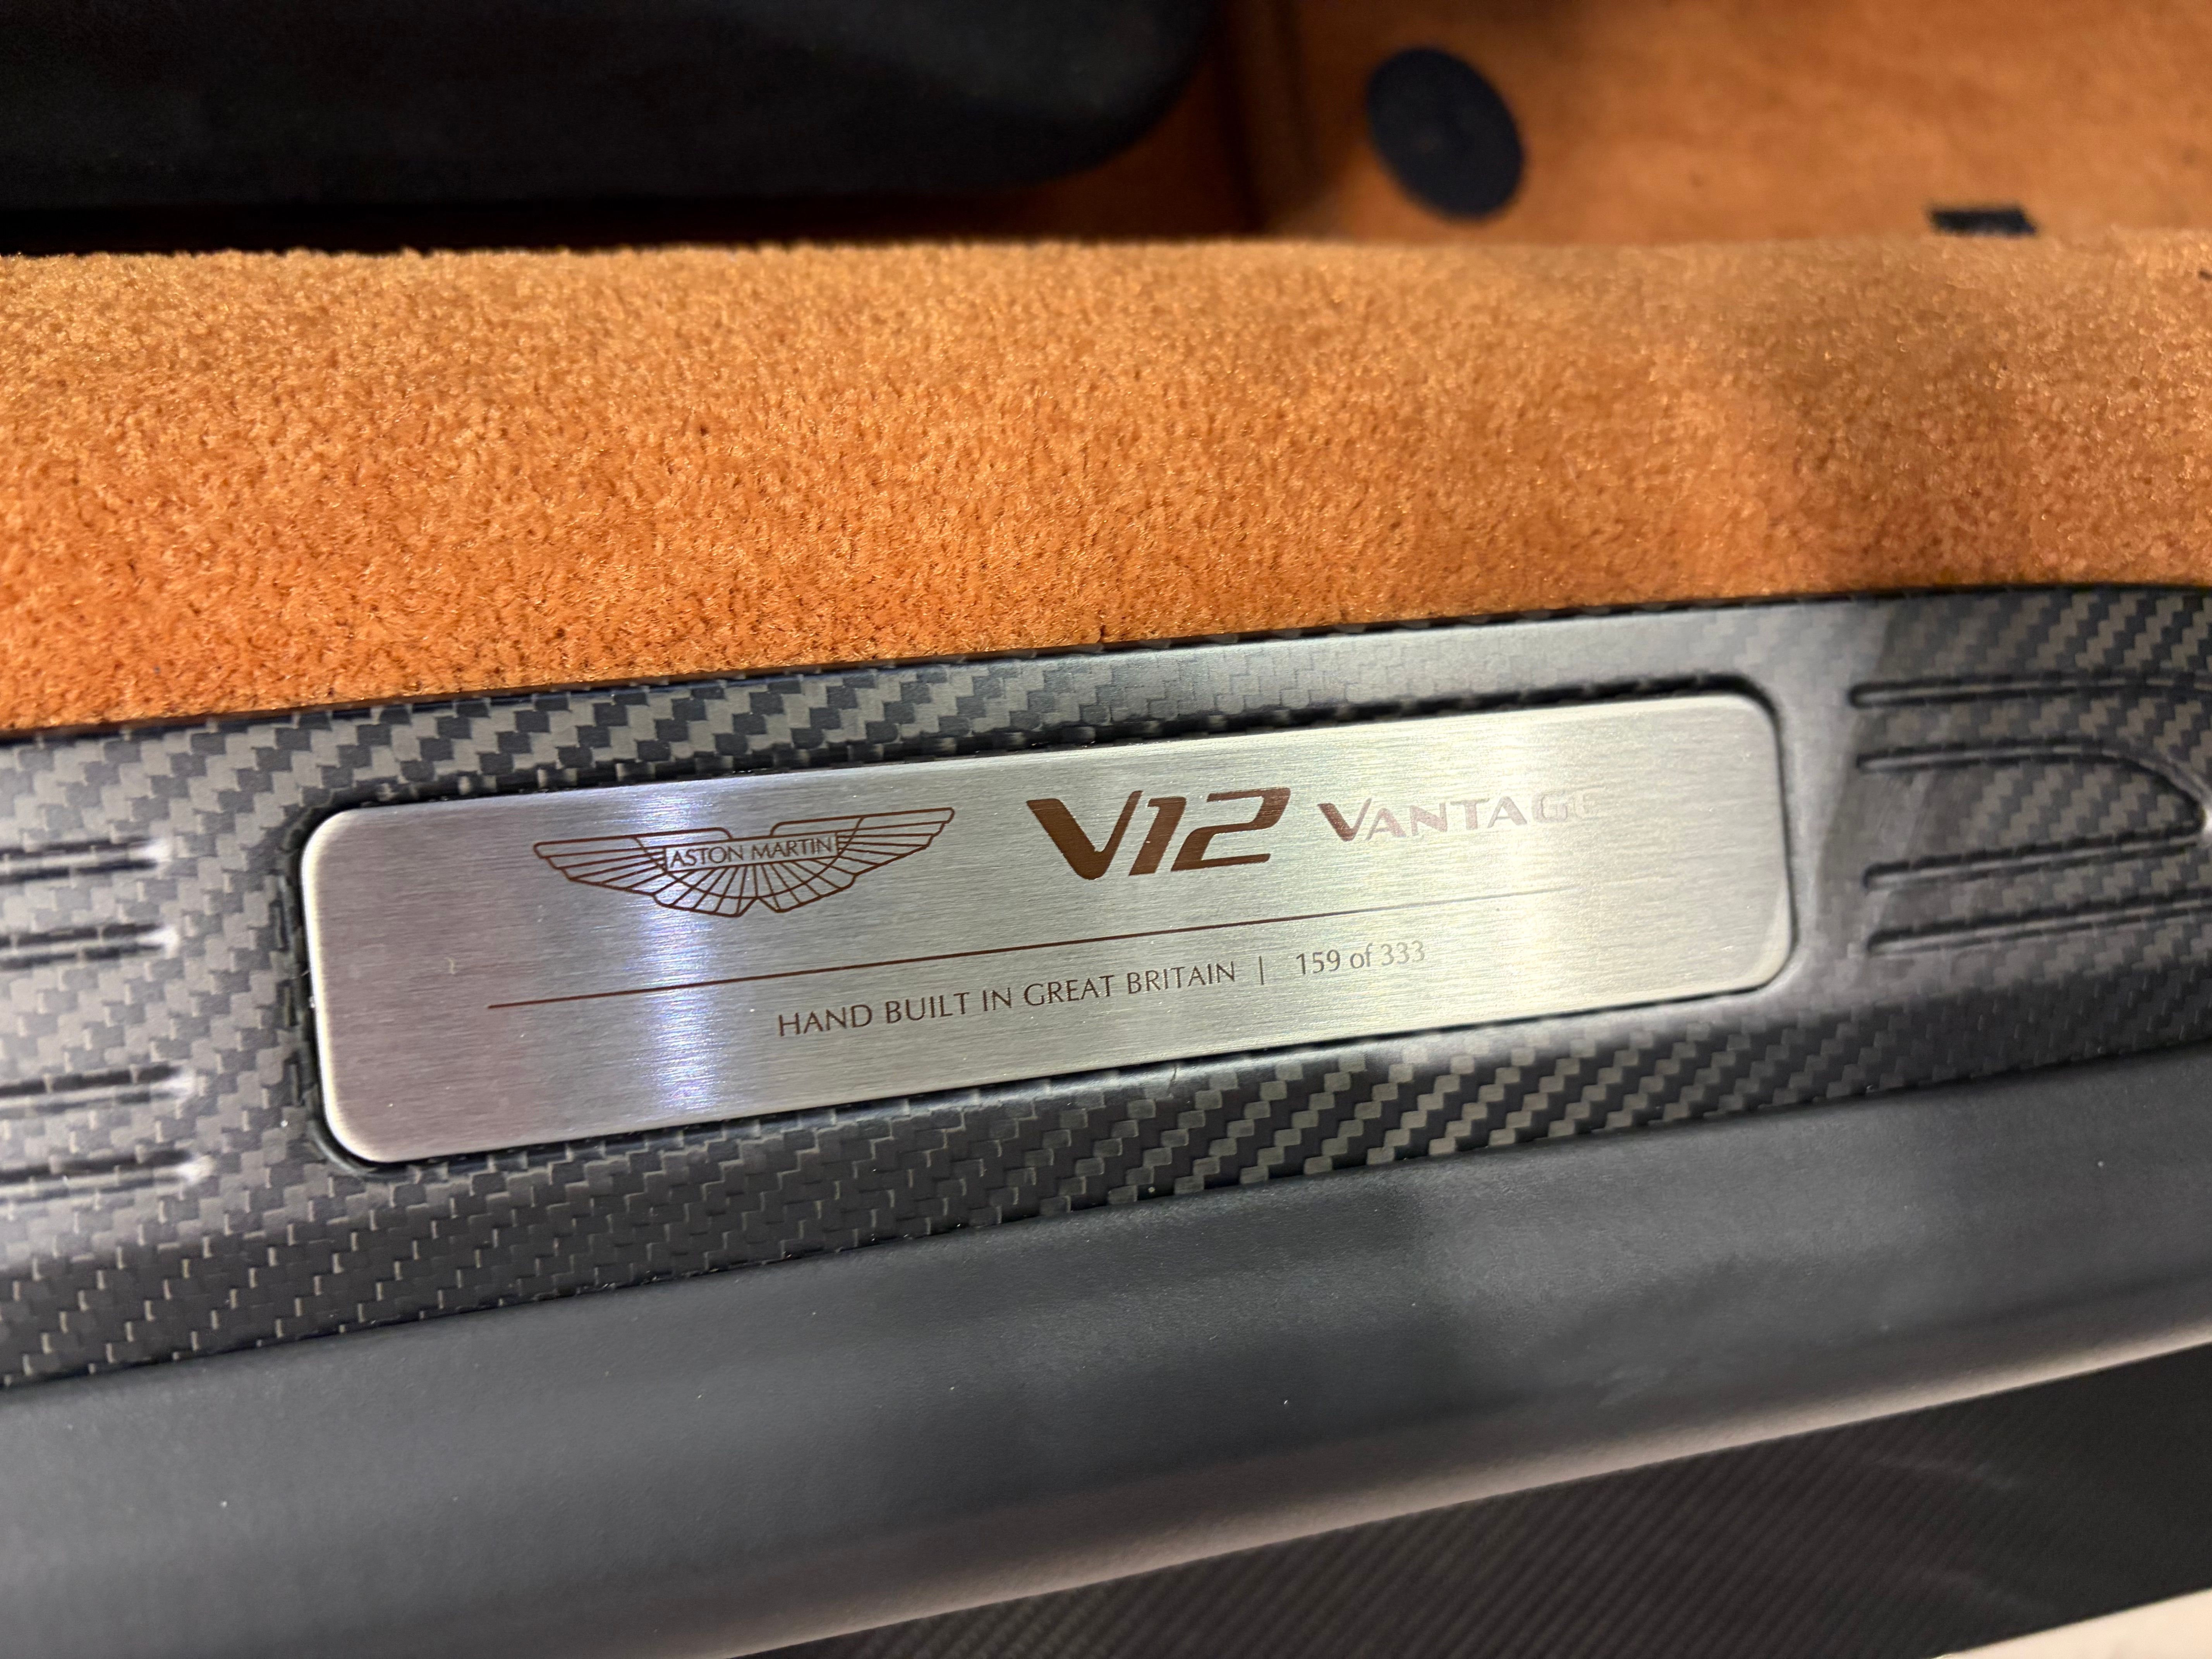 ASTON MARTIN V12 VANTAGE
HAND BUILT IN GREAT BRITAIN | 159 of 333